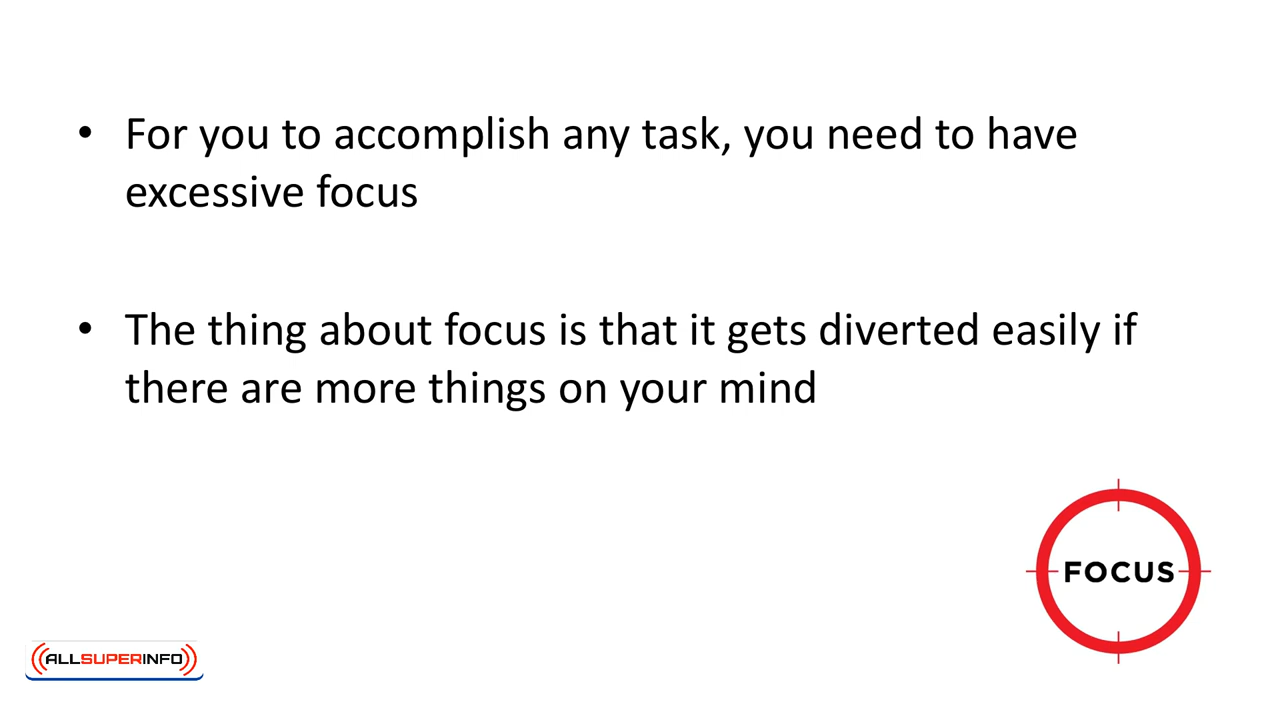 • For you to accomplish any task, you need to have
excessive focus
• The thing about focus is that it gets diverted easily if
there are more things on your mind
FOCUS
ALLSUPERINFO